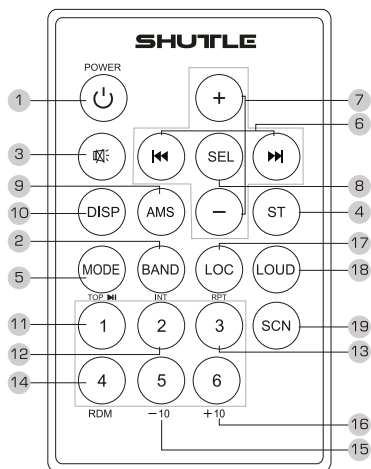 SHUTTLE
POWER
1
+
7
6
3
SEL
9
8
10
DISP
AMS
−
ST
4
2
17
5
MODE
BAND
LOC
LOUD
18
TOP ▶II
INT
RPT
11
1
2
3
SCN
19
12
13
14
4
5
6
RDM
−10
+10
16
15